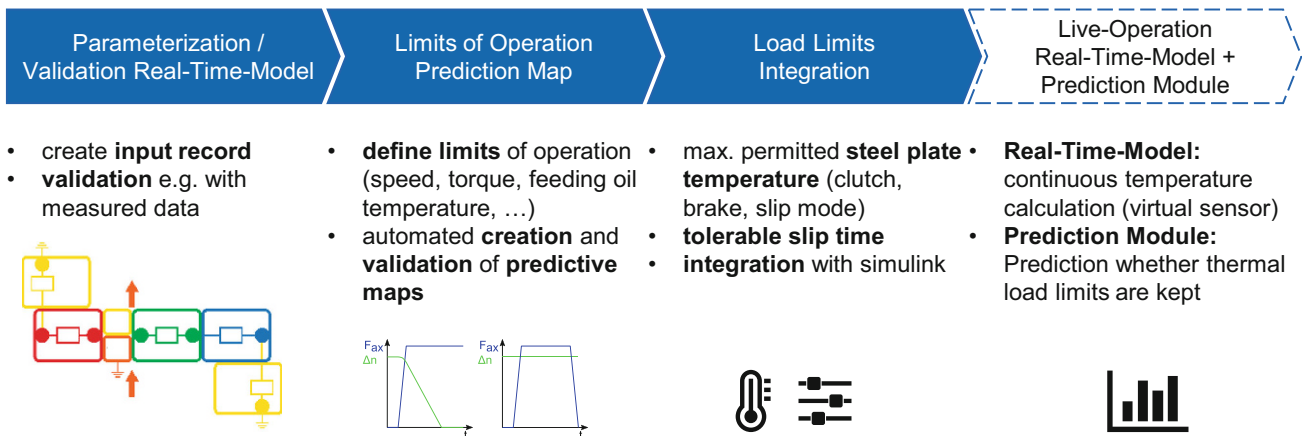 Parameterization /
Validation Real-Time-Model
Limits of Operation
Prediction Map
Load Limits
Integration
Live-Operation
Real-Time-Model +
Prediction Module
• create input record
• validation e.g. with
measured data
• define limits of operation
(speed, torque, feeding oil
temperature, …)
• automated creation and
validation of predictive
maps
• max. permitted steel plate
temperature (clutch,
brake, slip mode)
• tolerable slip time
• integration with simulink
• Real-Time-Model:
continuous temperature
calculation (virtual sensor)
• Prediction Module:
Prediction whether thermal
load limits are kept
Fax
Δn
t
Fax
Δn
t